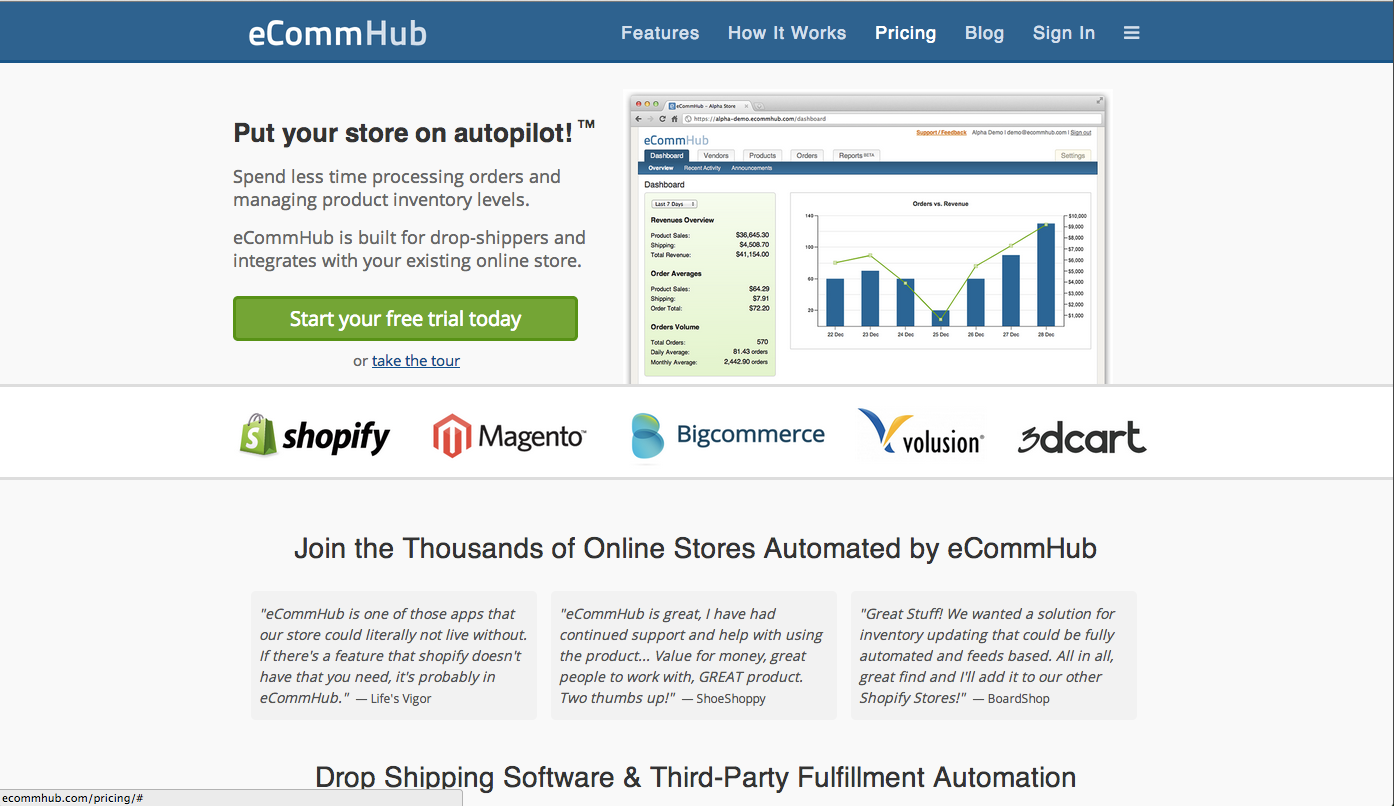 eCommHub
Features How It Works Pricing Blog Sign In
Put your store on autopilot! ™
Spend less time processing orders and
managing product inventory levels.
eCommHub is built for drop-shippers and
integrates with your existing online store.
Start your free trial today
or take the tour
eCommHub - Alpha Store
https://alpha-demo.ecommhub.com/dashboard
Support / Feedback Alpha Demo | demo@ecommhub.com | Sign out
eCommHub
Dashboard Vendors Products Orders Reports BETA Settings
Overview Recent Activity Announcements
Dashboard
Last 7 Days
Revenues Overview
Product Sales: $36,645.30
Shipping: $4,508.70
Total Revenue: $41,154.00
Order Averages
Product Sales: $64.29
Shipping: $7.91
Order Total: $72.20
Orders Volume
Total Orders: 570
Daily Average: 81.43 orders
Monthly Average: 2,442.90 orders
Orders vs. Revenue
140
100
60
20
$10,000
$9,000
$8,000
$7,000
$6,000
$5,000
$4,000
$3,000
$2,000
$1,000
22 Dec 23 Dec 24 Dec 25 Dec 26 Dec 27 Dec 28 Dec
shopify Magento™ Bigcommerce volusion® 3dcart
Join the Thousands of Online Stores Automated by eCommHub
"eCommHub is one of those apps that
our store could literally not live without.
If there's a feature that shopify doesn't
have that you need, it's probably in
eCommHub." — Life's Vigor
"eCommHub is great, I have had
continued support and help with using
the product... Value for money, great
people to work with, GREAT product.
Two thumbs up!" — ShoeShoppy
"Great Stuff! We wanted a solution for
inventory updating that could be fully
automated and feeds based. All in all,
great find and I'll add it to our other
Shopify Stores!" — BoardShop
Drop Shipping Software & Third-Party Fulfillment Automation
ecommhub.com/pricing/#